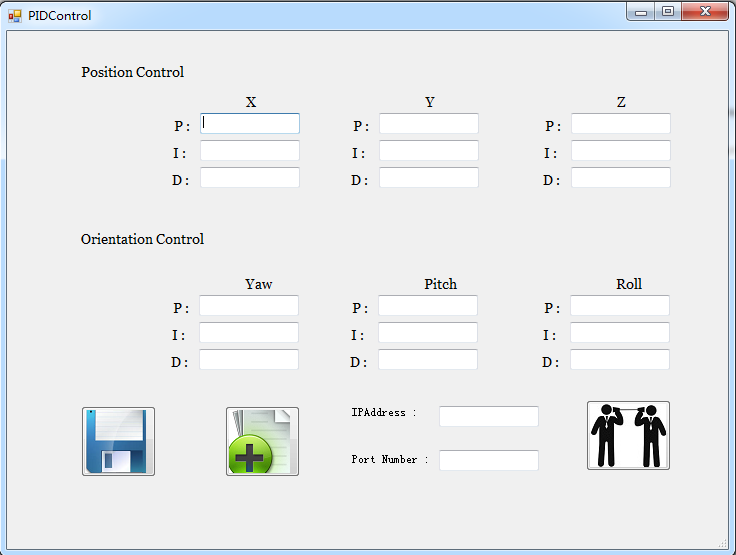 PIDControl
Position Control
X Y Z
P : P : P :
I : I : I :
D : D : D :
Orientation Control
Yaw Pitch Roll
P : P : P :
I : I : I :
D : D : D :
IPAddress :
Port Number :